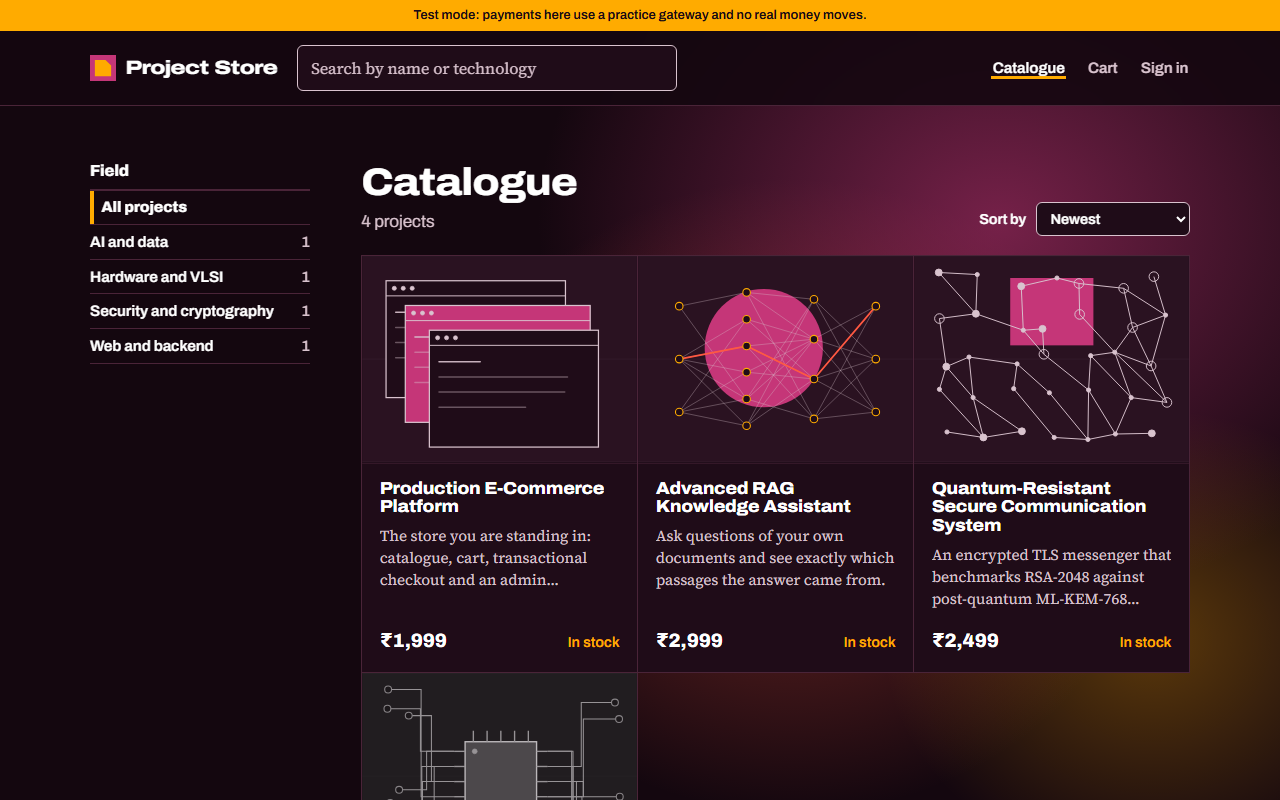 Test mode: payments here use a practice gateway and no real money moves.
Project Store
Search by name or technology
Catalogue
Cart
Sign in
Field
All projects
AI and data 1
Hardware and VLSI 1
Security and cryptography 1
Web and backend 1
Catalogue
4 projects
Sort by
Newest
Production E-Commerce
Platform
The store you are standing in:
catalogue, cart, transactional
checkout and an admin...
₹1,999
In stock
Advanced RAG
Knowledge Assistant
Ask questions of your own
documents and see exactly which
passages the answer came from.
₹2,999
In stock
Quantum-Resistant
Secure Communication
System
An encrypted TLS messenger that
benchmarks RSA-2048 against
post-quantum ML-KEM-768...
₹2,499
In stock